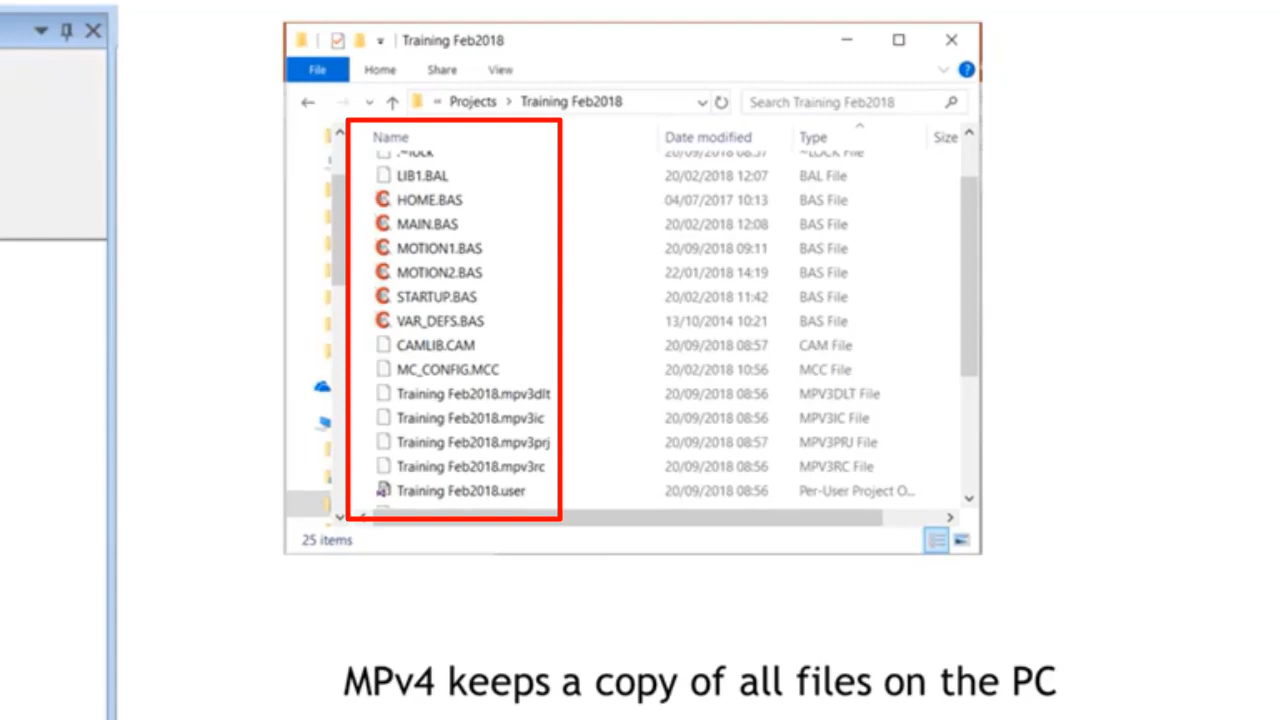 Training Feb2018
File Home Share View
« Projects > Training Feb2018 Search Training Feb2018
Name Date modified Type Size
.~lock 20/09/2018 08:57 ~LOCK File
LIB1.BAL 20/02/2018 12:07 BAL File
HOME.BAS 04/07/2017 10:13 BAS File
MAIN.BAS 20/02/2018 12:08 BAS File
MOTION1.BAS 20/09/2018 09:11 BAS File
MOTION2.BAS 22/01/2018 14:19 BAS File
STARTUP.BAS 20/02/2018 11:42 BAS File
VAR_DEFS.BAS 13/10/2014 10:21 BAS File
CAMLIB.CAM 20/09/2018 08:57 CAM File
MC_CONFIG.MCC 20/02/2018 10:56 MCC File
Training Feb2018.mpv3dlt 20/09/2018 08:56 MPV3DLT File
Training Feb2018.mpv3ic 20/09/2018 08:56 MPV3IC File
Training Feb2018.mpv3prj 20/09/2018 08:57 MPV3PRJ File
Training Feb2018.mpv3rc 20/09/2018 08:56 MPV3RC File
Training Feb2018.user 20/09/2018 08:56 Per-User Project O...
25 items
MPv4 keeps a copy of all files on the PC